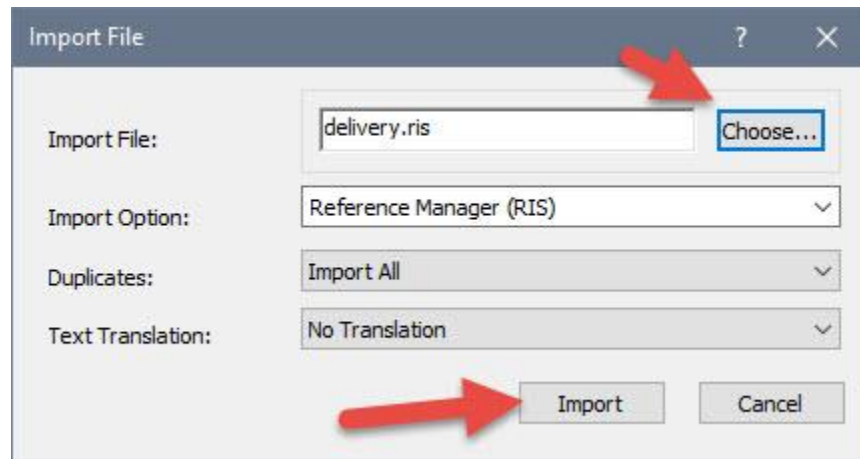 Import File ?
Import File: delivery.ris Choose...
Import Option: Reference Manager (RIS)
Duplicates: Import All
Text Translation: No Translation
Import Cancel